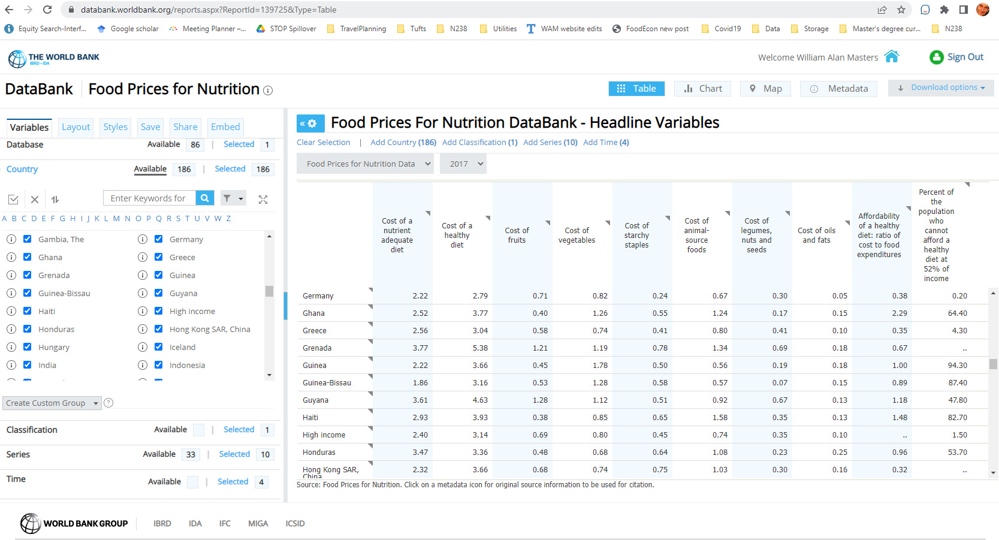 databank.worldbank.org/reports.aspx?ReportId=139725&Type=Table
Equity Search-Interf... Google scholar Meeting Planner –... STOP Spillover TravelPlanning Tufts N238 Utilities WAM website edits FoodEcon new post Covid19 Data Storage Master's degree cur... N238
THE WORLD BANK
IBRD • IDA
Welcome William Alan Masters Sign Out
DataBank Food Prices for Nutrition
Table Chart Map Metadata Download options
Variables Layout Styles Save Share Embed
Database Available 86 | Selected 1
Country Available 186 | Selected 186
Enter Keywords for
A B C D E F G H I J K L M N O P Q R S T U V W Z
Gambia, The Germany
Ghana Greece
Grenada Guinea
Guinea-Bissau Guyana
Haiti High income
Honduras Hong Kong SAR, China
Hungary Iceland
India Indonesia
Create Custom Group ?
Classification Available | Selected 1
Series Available 33 | Selected 10
Time Available | Selected 4
Food Prices For Nutrition DataBank - Headline Variables
Clear Selection | Add Country (186) Add Classification (1) Add Series (10) Add Time (4)
Food Prices for Nutrition Data 2017
Cost of a
nutrient
adequate
diet
Cost of a
healthy
diet
Cost of
fruits
Cost of
vegetables
Cost of
starchy
staples
Cost of
animal-
source
foods
Cost of
legumes,
nuts and
seeds
Cost of oils
and fats
Affordability
of a healthy
diet: ratio of
cost to food
expenditures
Percent of
the
population
who
cannot
afford a
healthy
diet at
52% of
income
Germany 2.22 2.79 0.71 0.82 0.24 0.67 0.30 0.05 0.38 0.20
Ghana 2.52 3.77 0.40 1.26 0.55 1.24 0.17 0.15 2.29 64.40
Greece 2.56 3.04 0.58 0.74 0.41 0.80 0.41 0.10 0.35 4.30
Grenada 3.77 5.38 1.21 1.19 0.78 1.34 0.69 0.18 0.67 ..
Guinea 2.22 3.66 0.45 1.78 0.50 0.56 0.19 0.18 1.00 94.30
Guinea-Bissau 1.86 3.16 0.53 1.28 0.58 0.57 0.07 0.15 0.89 87.40
Guyana 3.61 4.63 1.28 1.12 0.51 0.92 0.67 0.13 1.18 47.80
Haiti 2.93 3.93 0.38 0.85 0.65 1.58 0.35 0.13 1.48 82.70
High income 2.40 3.14 0.69 0.80 0.45 0.74 0.35 0.10 .. 1.50
Honduras 3.47 3.36 0.48 0.68 0.64 1.08 0.23 0.25 0.96 53.70
Hong Kong SAR, 2.32 3.66 0.68 0.74 0.75 1.03 0.30 0.16 0.32 ..
China
Source: Food Prices for Nutrition. Click on a metadata icon for original source information to be used for citation.
WORLD BANK GROUP IBRD IDA IFC MIGA ICSID